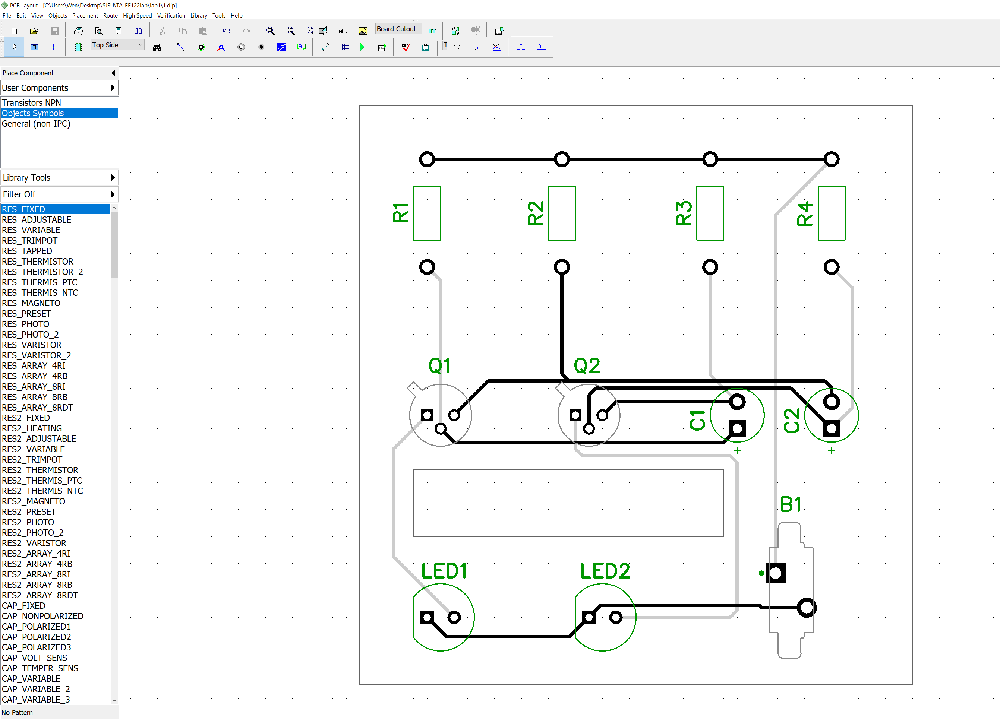 PCB Layout - [C:\Users\Wen\Desktop\SJSU\TA_EE122lab\lab1\1.dip]
File Edit View Objects Placement Route High Speed Verification Library Tools Help
3D Abc Board Cutout
Top Side DRC DRC T
Place Component
User Components
Transistors NPN
Objects Symbols
General (non-IPC)
Library Tools
Filter Off
RES_FIXED
RES_ADJUSTABLE
RES_VARIABLE
RES_TRIMPOT
RES_TAPPED
RES_THERMISTOR
RES_THERMISTOR_2
RES_THERMIS_PTC
RES_THERMIS_NTC
RES_MAGNETO
RES_PRESET
RES_PHOTO
RES_PHOTO_2
RES_VARISTOR
RES_VARISTOR_2
RES_ARRAY_4RI
RES_ARRAY_4RB
RES_ARRAY_8RI
RES_ARRAY_8RB
RES_ARRAY_8RDT
RES2_FIXED
RES2_HEATING
RES2_ADJUSTABLE
RES2_VARIABLE
RES2_TRIMPOT
RES2_THERMISTOR
RES2_THERMIS_PTC
RES2_THERMIS_NTC
RES2_MAGNETO
RES2_PRESET
RES2_PHOTO
RES2_PHOTO_2
RES2_VARISTOR
RES2_ARRAY_4RI
RES2_ARRAY_4RB
RES2_ARRAY_8RI
RES2_ARRAY_8RB
RES2_ARRAY_8RDT
CAP_FIXED
CAP_NONPOLARIZED
CAP_POLARIZED1
CAP_POLARIZED2
CAP_POLARIZED3
CAP_VOLT_SENS
CAP_TEMPER_SENS
CAP_VARIABLE
CAP_VARIABLE_2
CAP_VARIABLE_3
No Pattern
R1 R2 R3 R4
Q1 Q2
C1 C2
+ +
B1
LED1 LED2